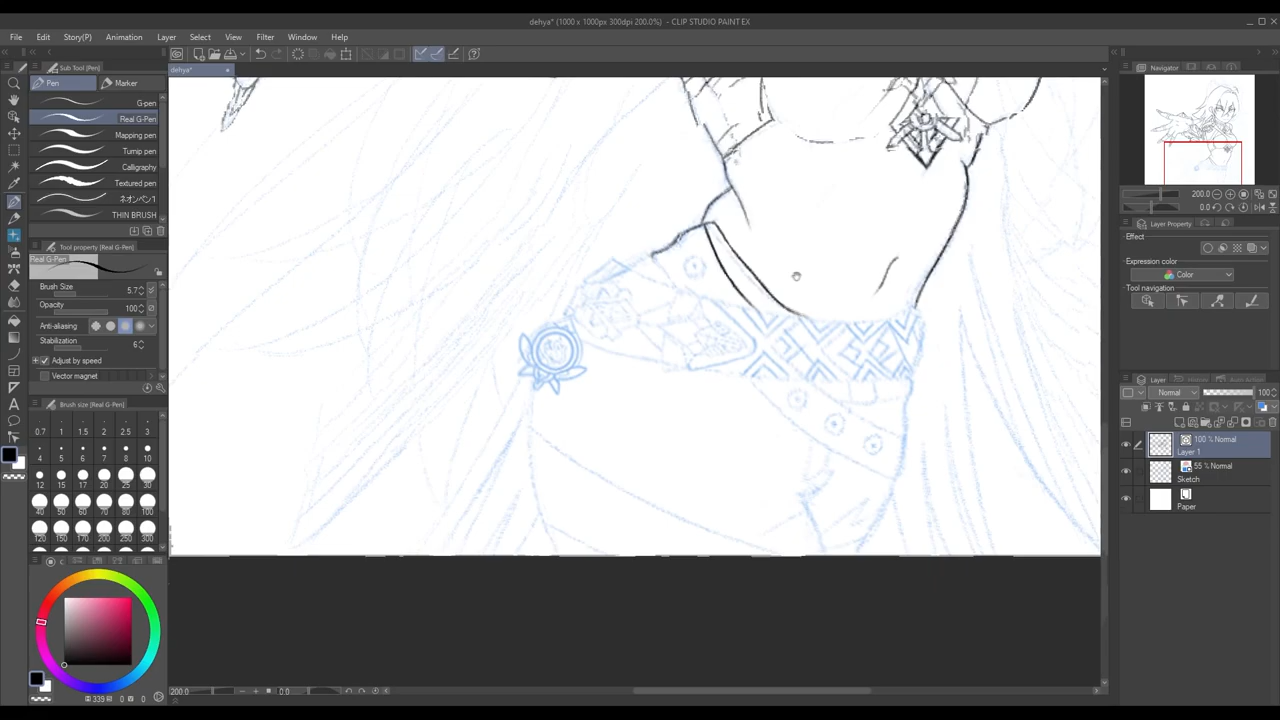 dehya* (1000 x 1000px 300dpi 200.0%) - CLIP STUDIO PAINT EX
File Edit Story(P) Animation Layer Select View Filter Window Help
Sub Tool [Pen]
Pen Marker
G-pen
Real G-Pen
Mapping pen
Turnip pen
Calligraphy
Textured pen
ネオンペン1
THIN BRUSH
Tool property [Real G-Pen]
Real G-Pen
Brush Size 5.7
Opacity 100
Anti-aliasing
Stabilization 6
Adjust by speed
Vector magnet
Brush size [Real G-Pen]
0.7 1 1.5 2 2.5 3
4 5 6 7 8 10
12 15 17 20 25 30
40 50 60 70 80 100
120 150 170 200 250 300
339 0 0
dehya*
200.0 0.0
Navigator
200.0
0.0
Layer Property
Effect
Expression color
Color
Tool navigation
Layer
Normal 100
100 % Normal
Layer 1
55 % Normal
Sketch
Paper